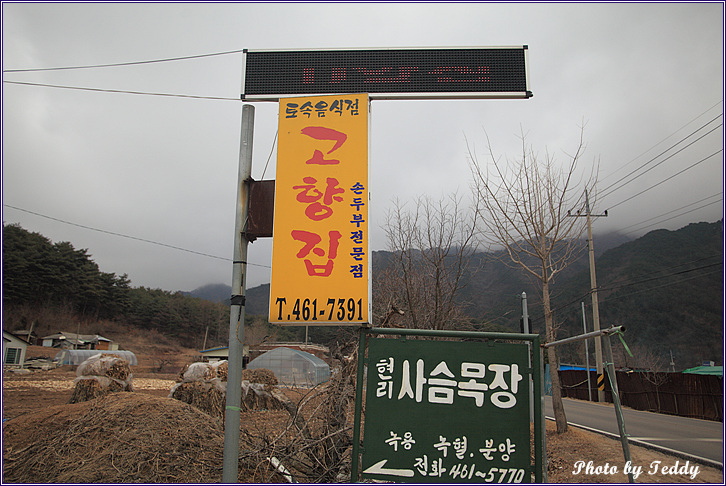 토속음식점
고향집
손두부전문점
T.461-7391
현리 사슴목장
녹용 녹혈. 분양
전화 461~5770
Photo by Teddy